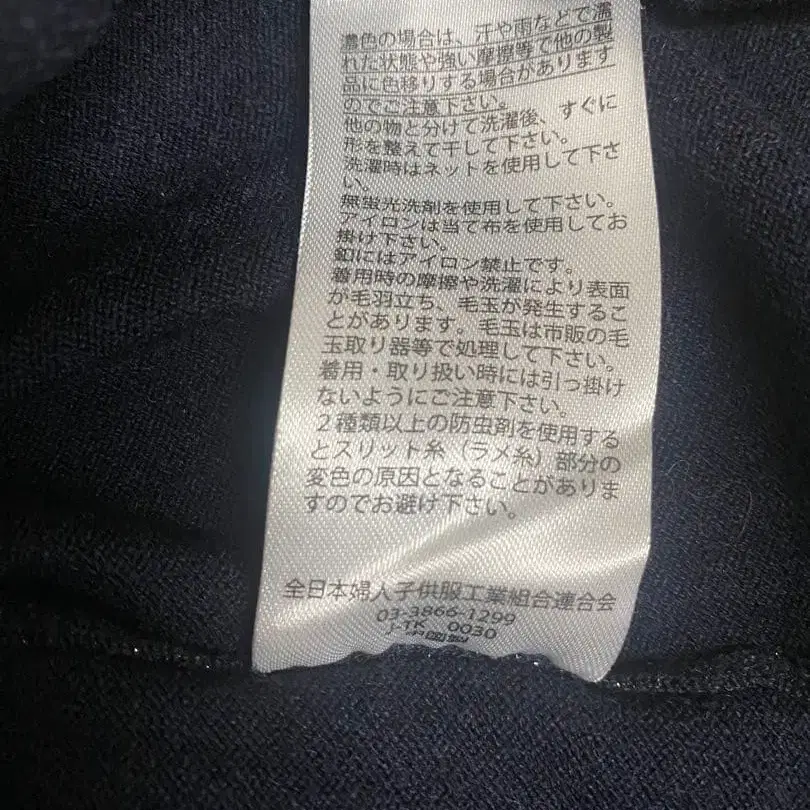 濃色の場合は、汗や雨などで濡
れた状態や強い摩擦等で他の製
品に色移りする場合があります
のでご注意下さい。
他の物と分けて洗濯後、すぐに
形を整えて干して下さい。
洗濯時はネットを使用して下さ
い。
無蛍光洗剤を使用して下さい。
アイロンは当て布を使用してお
掛け下さい。
釦にはアイロン禁止です。
着用時の摩擦や洗濯により表面
が毛羽立ち、毛玉が発生するこ
とがあります。毛玉は市販の毛
玉取り器等で処理して下さい。
着用・取り扱い時には引っ掛け
ないようにご注意下さい。
2種類以上の防虫剤を使用する
とスリット糸（ラメ糸）部分の
変色の原因となることがありま
すのでお避け下さい。
全日本婦人子供服工業組合連合会
03-3866-1299
J-TK 0030
中国製